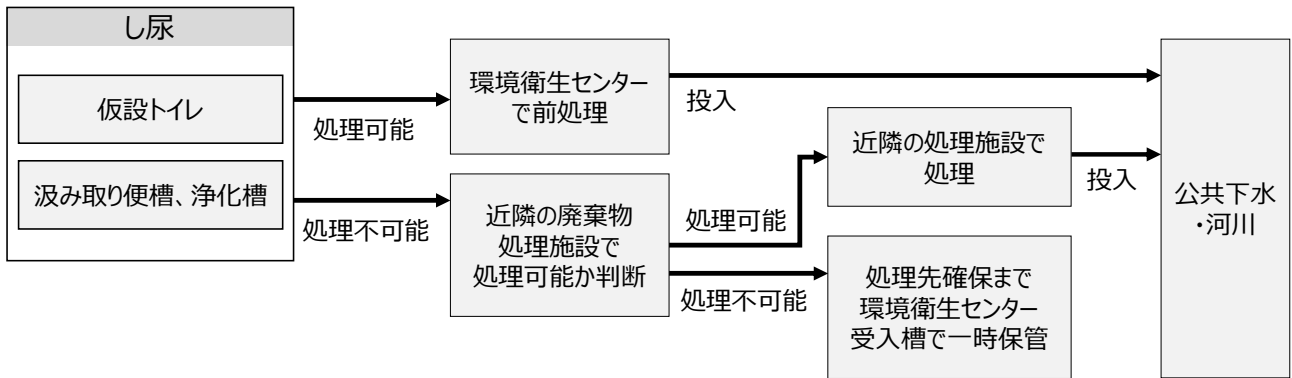 し尿
仮設トイレ
汲み取り便槽、浄化槽
処理可能
処理不可能
環境衛生センター
で前処理
投入
近隣の廃棄物
処理施設で
処理可能か判断
処理可能
処理不可能
近隣の処理施設で
処理
投入
処理先確保まで
環境衛生センター
受入槽で一時保管
公共下水
・河川